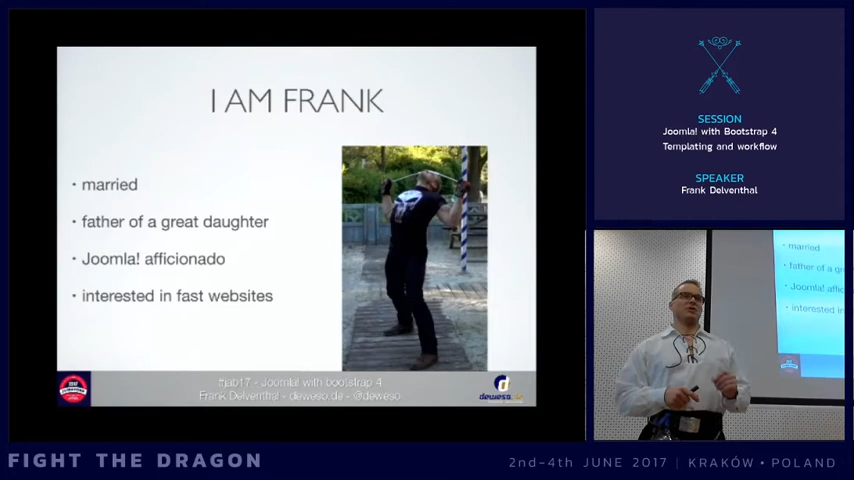 I AM FRANK
• married
• father of a great daughter
• Joomla! afficionado
• interested in fast websites
#jab17 - Joomla! with bootstrap 4
Frank Delventhal - deweso.de - @deweso
deweso.de
SESSION
Joomla! with Bootstrap 4
Templating and workflow
SPEAKER
Frank Delventhal
married
father of a gr
Joomla! affic
interested in
FIGHT THE DRAGON
2nd-4th JUNE 2017 | KRAKÓW • POLAND